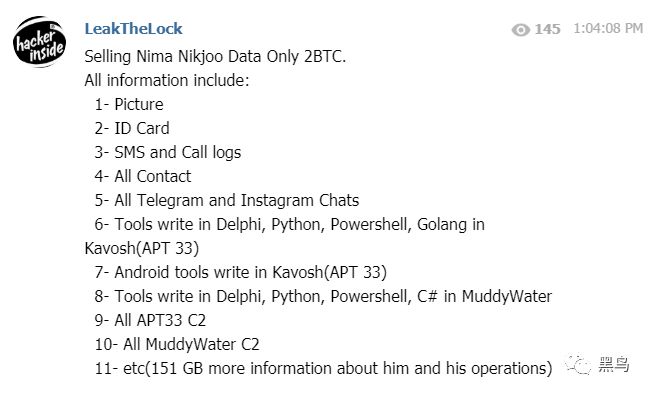 hacker
inside
LeakTheLock
145 1:04:08 PM
Selling Nima Nikjoo Data Only 2BTC.
All information include:
1- Picture
2- ID Card
3- SMS and Call logs
4- All Contact
5- All Telegram and Instagram Chats
6- Tools write in Delphi, Python, Powershell, Golang in
Kavosh(APT 33)
7- Android tools write in Kavosh(APT 33)
8- Tools write in Delphi, Python, Powershell, C# in MuddyWater
9- All APT33 C2
10- All MuddyWater C2
11- etc(151 GB more information about him and his operations)
黑鸟